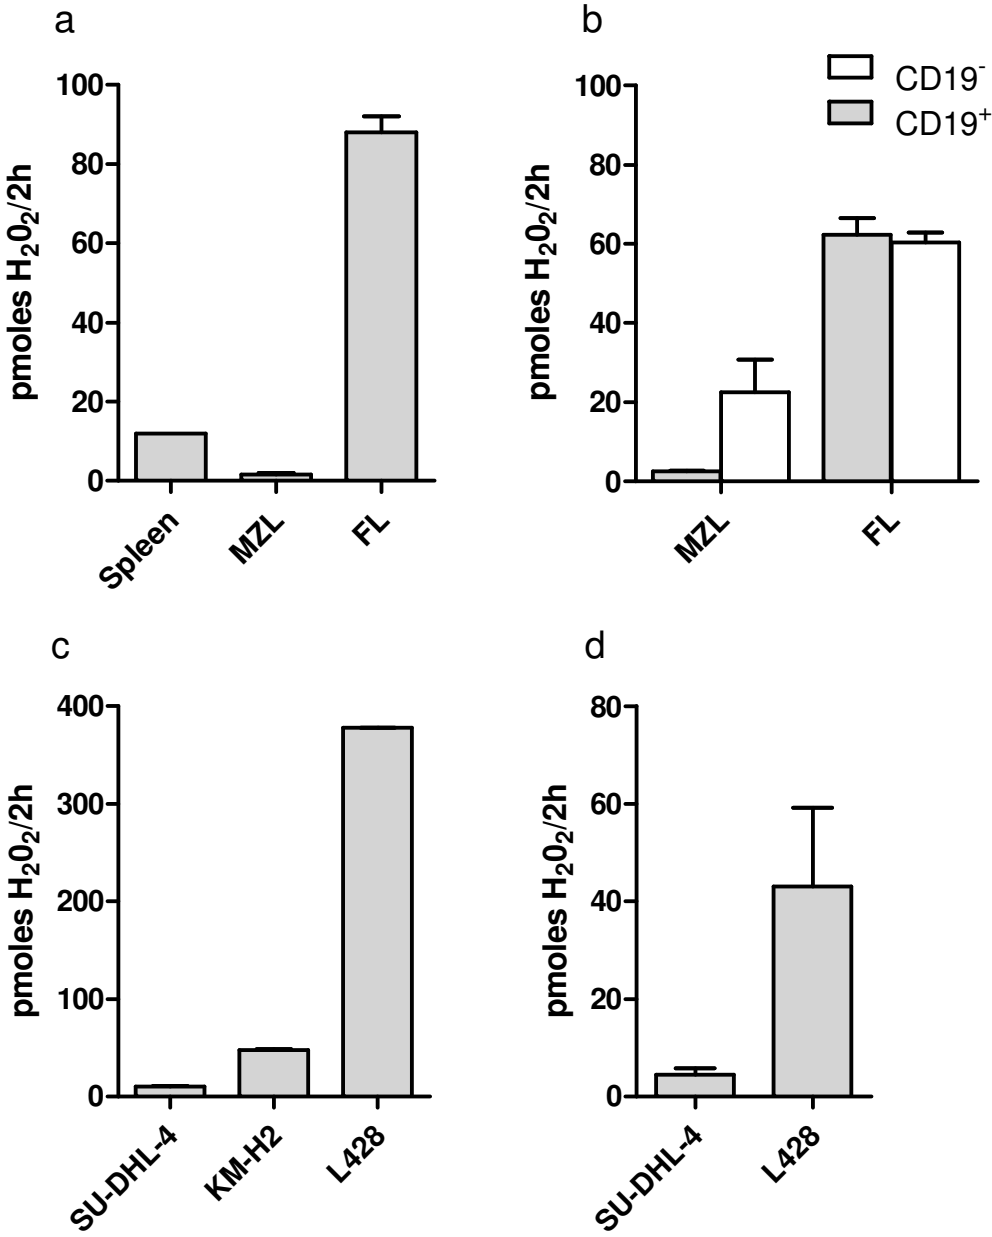 a
100
80
60
40
20
0
pmoles H₂0₂/2h
Spleen
MZL
FL
b
CD19⁻
CD19⁺
100
80
60
40
20
0
pmoles H₂0₂/2h
MZL
FL
c
400
300
200
100
0
pmoles H₂0₂/2h
SU-DHL-4
KM-H2
L428
d
80
60
40
20
0
pmoles H₂0₂/2h
SU-DHL-4
L428